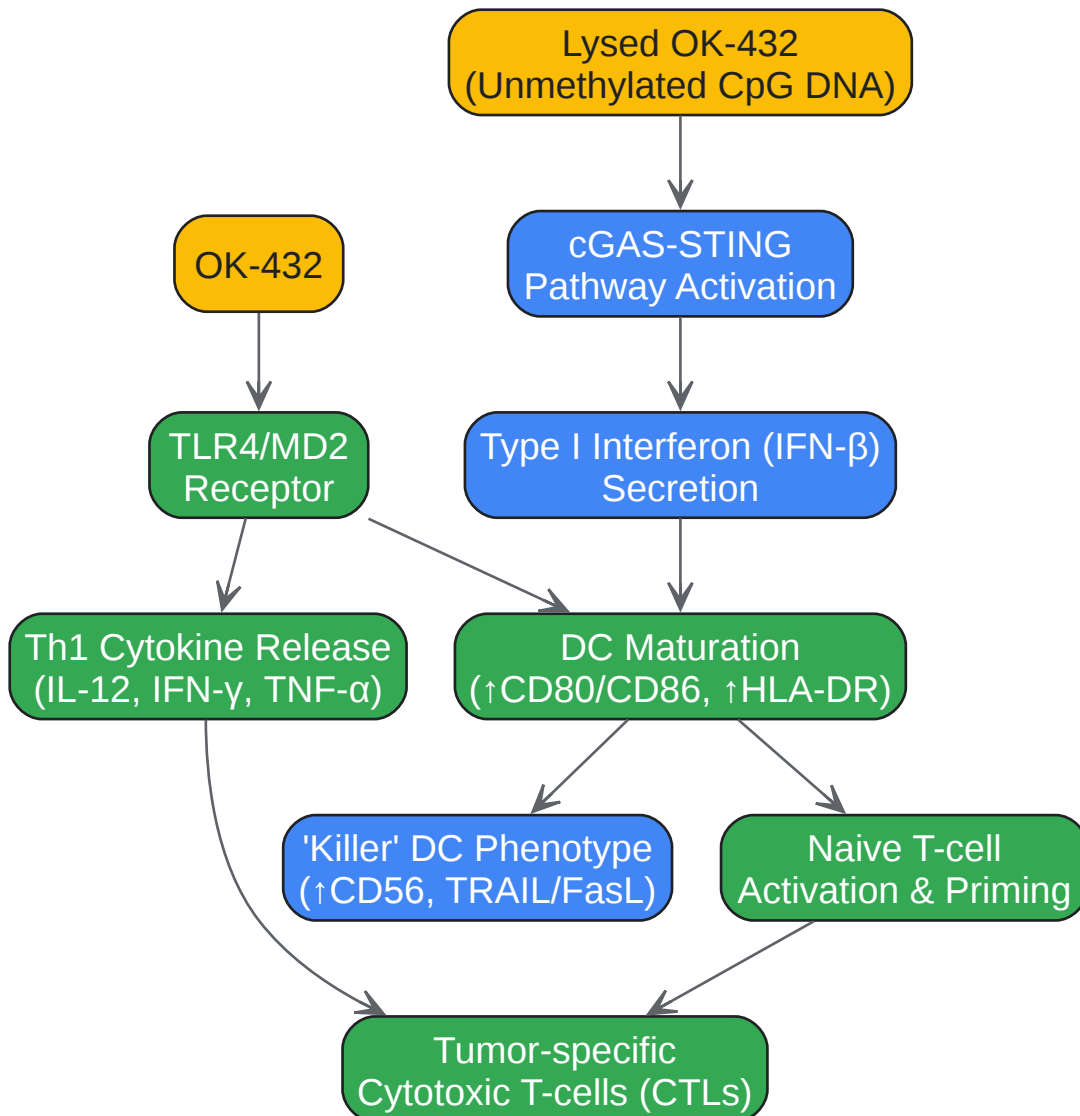 Lysed OK-432
(Unmethylated CpG DNA)
cGAS-STING
Pathway Activation
OK-432
TLR4/MD2
Receptor
Type I Interferon (IFN-β)
Secretion
Th1 Cytokine Release
(IL-12, IFN-γ, TNF-α)
DC Maturation
(↑CD80/CD86, ↑HLA-DR)
'Killer' DC Phenotype
(↑CD56, TRAIL/FasL)
Naive T-cell
Activation & Priming
Tumor-specific
Cytotoxic T-cells (CTLs)